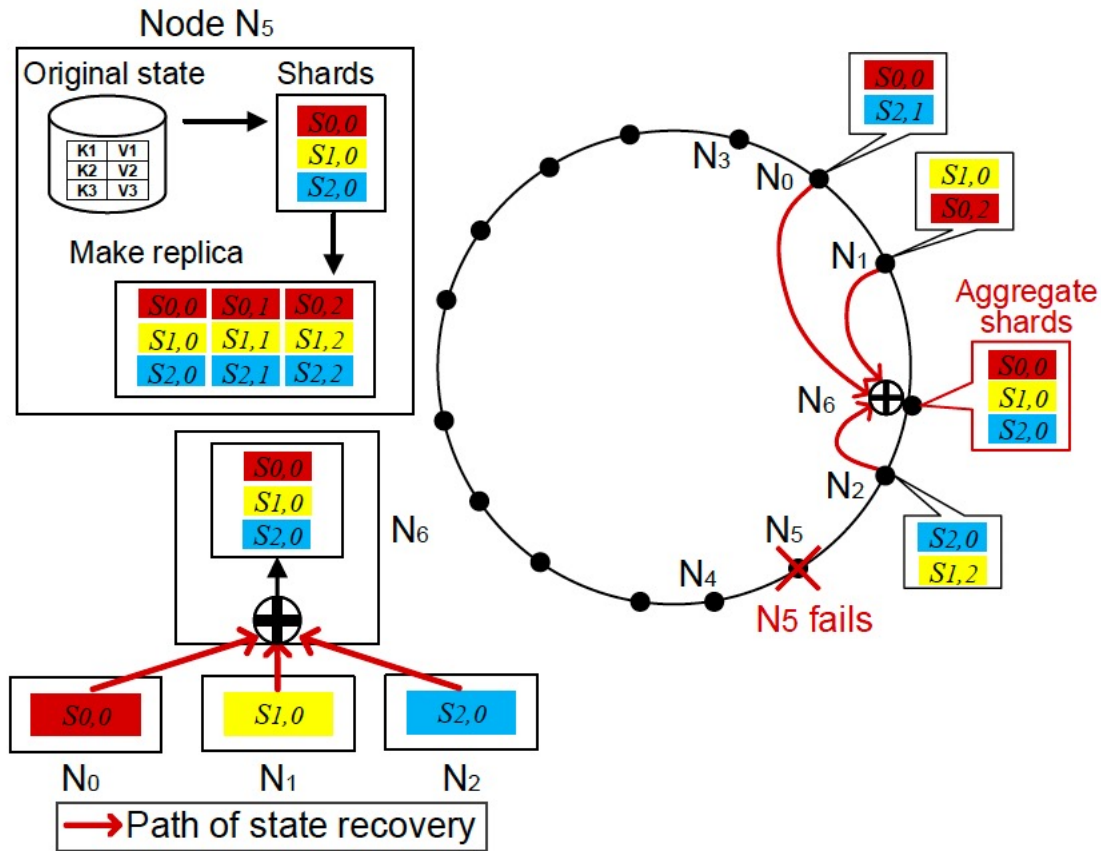 Node N5
Original state
Shards
K1 V1
K2 V2
K3 V3
S0,0
S1,0
S2,0
Make replica
S0,0 S0,1 S0,2
S1,0 S1,1 S1,2
S2,0 S2,1 S2,2
S0,0
S1,0
S2,0
N6
S0,0
S1,0
S2,0
N0
N1
N2
Path of state recovery
N3
N0
S0,0
S2,1
N1
S1,0
S0,2
Aggregate
shards
S0,0
S1,0
S2,0
N6
N2
S2,0
S1,2
N5
N4
N5 fails